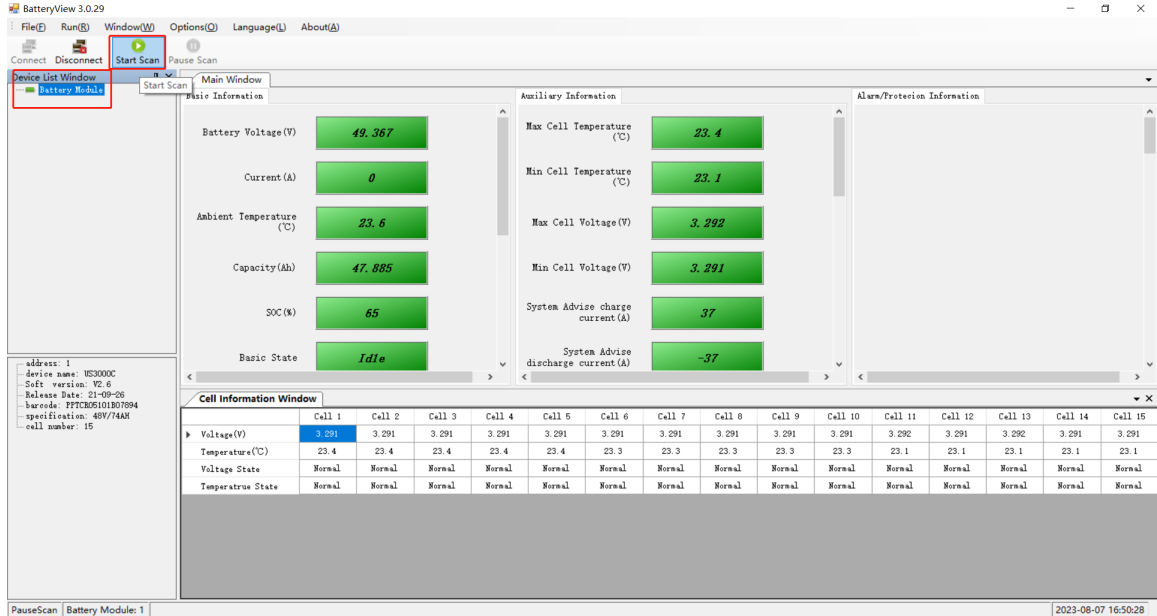 BatteryView 3.0.29
File(F) Run(R) Window(W) Options(O) Language(L) About(A)
Connect Disconnect Start Scan Pause Scan
Device List Window
Start Scan
Battery Module
Main Window
Basic Information
Battery Voltage(V) 49.367
Current(A) 0
Ambient Temperature
(℃) 23.6
Capacity(Ah) 47.885
SOC(%) 65
Basic State Idle
Auxiliary Information
Max Cell Temperature
(℃) 23.4
Min Cell Temperature
(℃) 23.1
Max Cell Voltage(V) 3.292
Min Cell Voltage(V) 3.291
System Advise charge
current(A) 37
System Advise
discharge current(A) -37
Alarm/Protecion Information
address: 1
device name: US3000C
Soft version: V2.6
Release Date: 21-09-26
barcode: PPTCR05101B07894
specification: 48V/74AH
cell number: 15
Cell Information Window
Cell 1 Cell 2 Cell 3 Cell 4 Cell 5 Cell 6 Cell 7 Cell 8 Cell 9 Cell 10 Cell 11 Cell 12 Cell 13 Cell 14 Cell 15
Voltage(V) 3.291 3.291 3.291 3.291 3.291 3.291 3.291 3.291 3.291 3.291 3.292 3.291 3.292 3.291 3.291
Temperature(℃) 23.4 23.4 23.4 23.4 23.4 23.3 23.3 23.3 23.3 23.3 23.1 23.1 23.1 23.1 23.1
Voltage State Normal Normal Normal Normal Normal Normal Normal Normal Normal Normal Normal Normal Normal Normal Normal
Temperatrue State Normal Normal Normal Normal Normal Normal Normal Normal Normal Normal Normal Normal Normal Normal Normal
PauseScan Battery Module: 1 2023-08-07 16:50:28